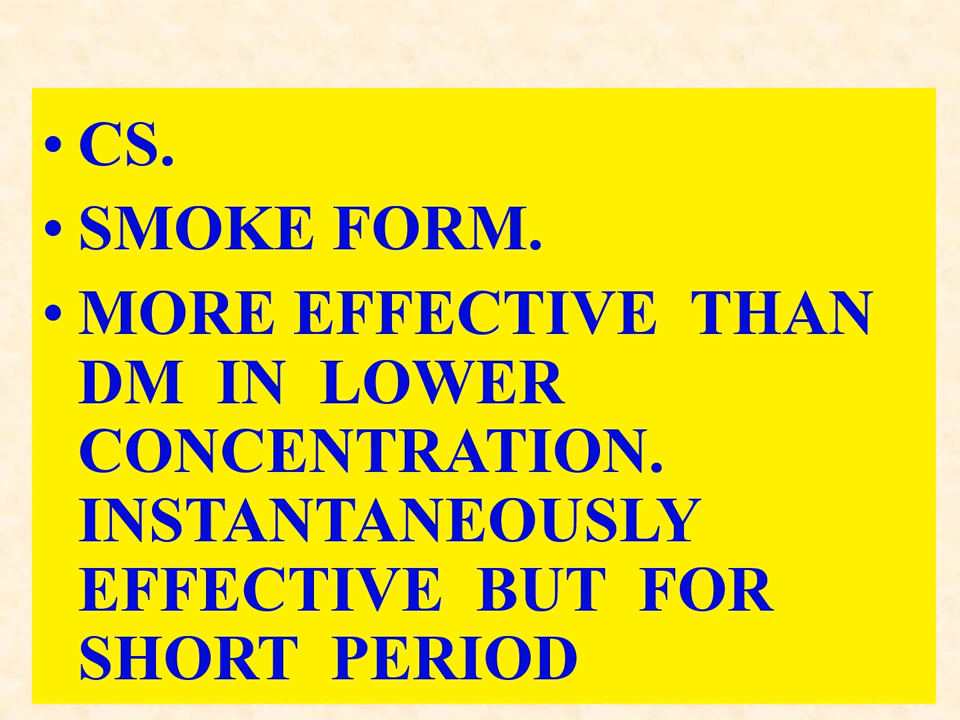 • CS.
• SMOKE FORM.
• MORE EFFECTIVE THAN
DM IN LOWER
CONCENTRATION.
INSTANTANEOUSLY
EFFECTIVE BUT FOR
SHORT PERIOD